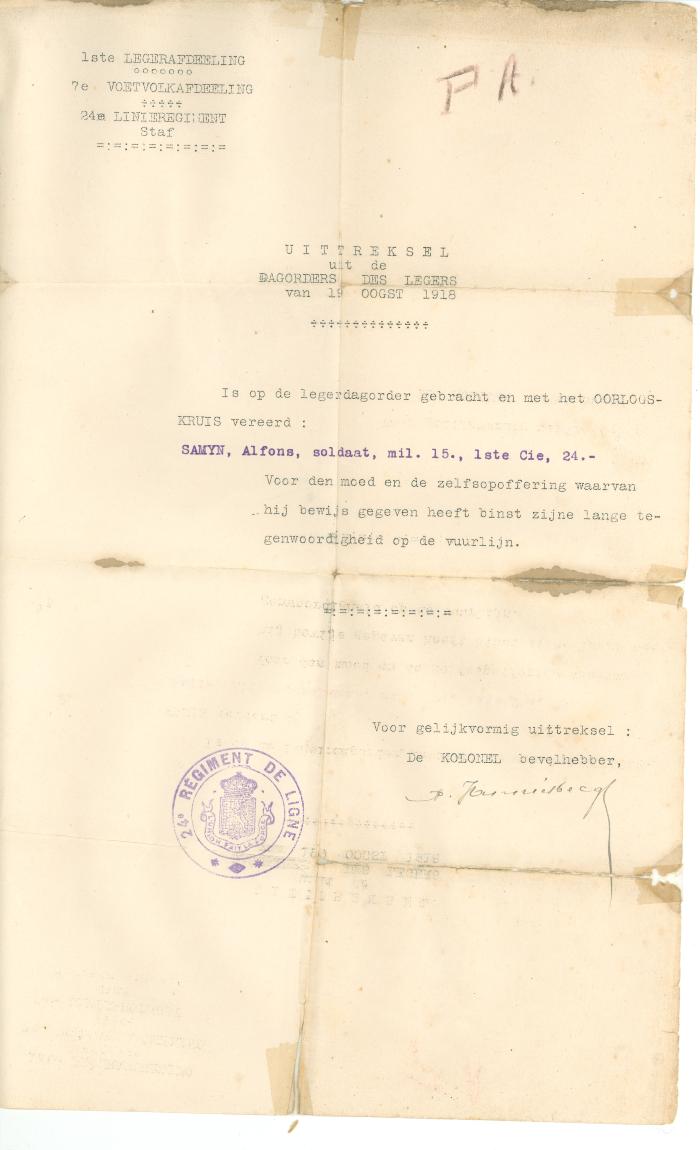 1ste LEGERAFDEELING
ooooooo
7e VOETVOLKAFDEELING
÷÷÷÷÷
24e LINIEREGIMENT
Staf
=:=:=:=:=:=:=:=
P A.
UITTREKSEL
uit de
DAGORDERS DES LEGERS
van 19 OOGST 1918
÷÷÷÷÷÷÷÷÷÷÷÷÷÷
Is op de legerdagorder gebracht en met het OORLOGS-
KRUIS vereerd :
SAMYN, Alfons, soldaat, mil. 15., 1ste Cie, 24.-
Voor den moed en de zelfsopoffering waarvan
hij bewijs gegeven heeft binst zijne lange te-
genwoordigheid op de vuurlijn.
=:=:=:=:=:=:=:=
Voor gelijkvormig uittreksel :
De KOLONEL bevelhebber,
24e RÉGIMENT DE LIGNE